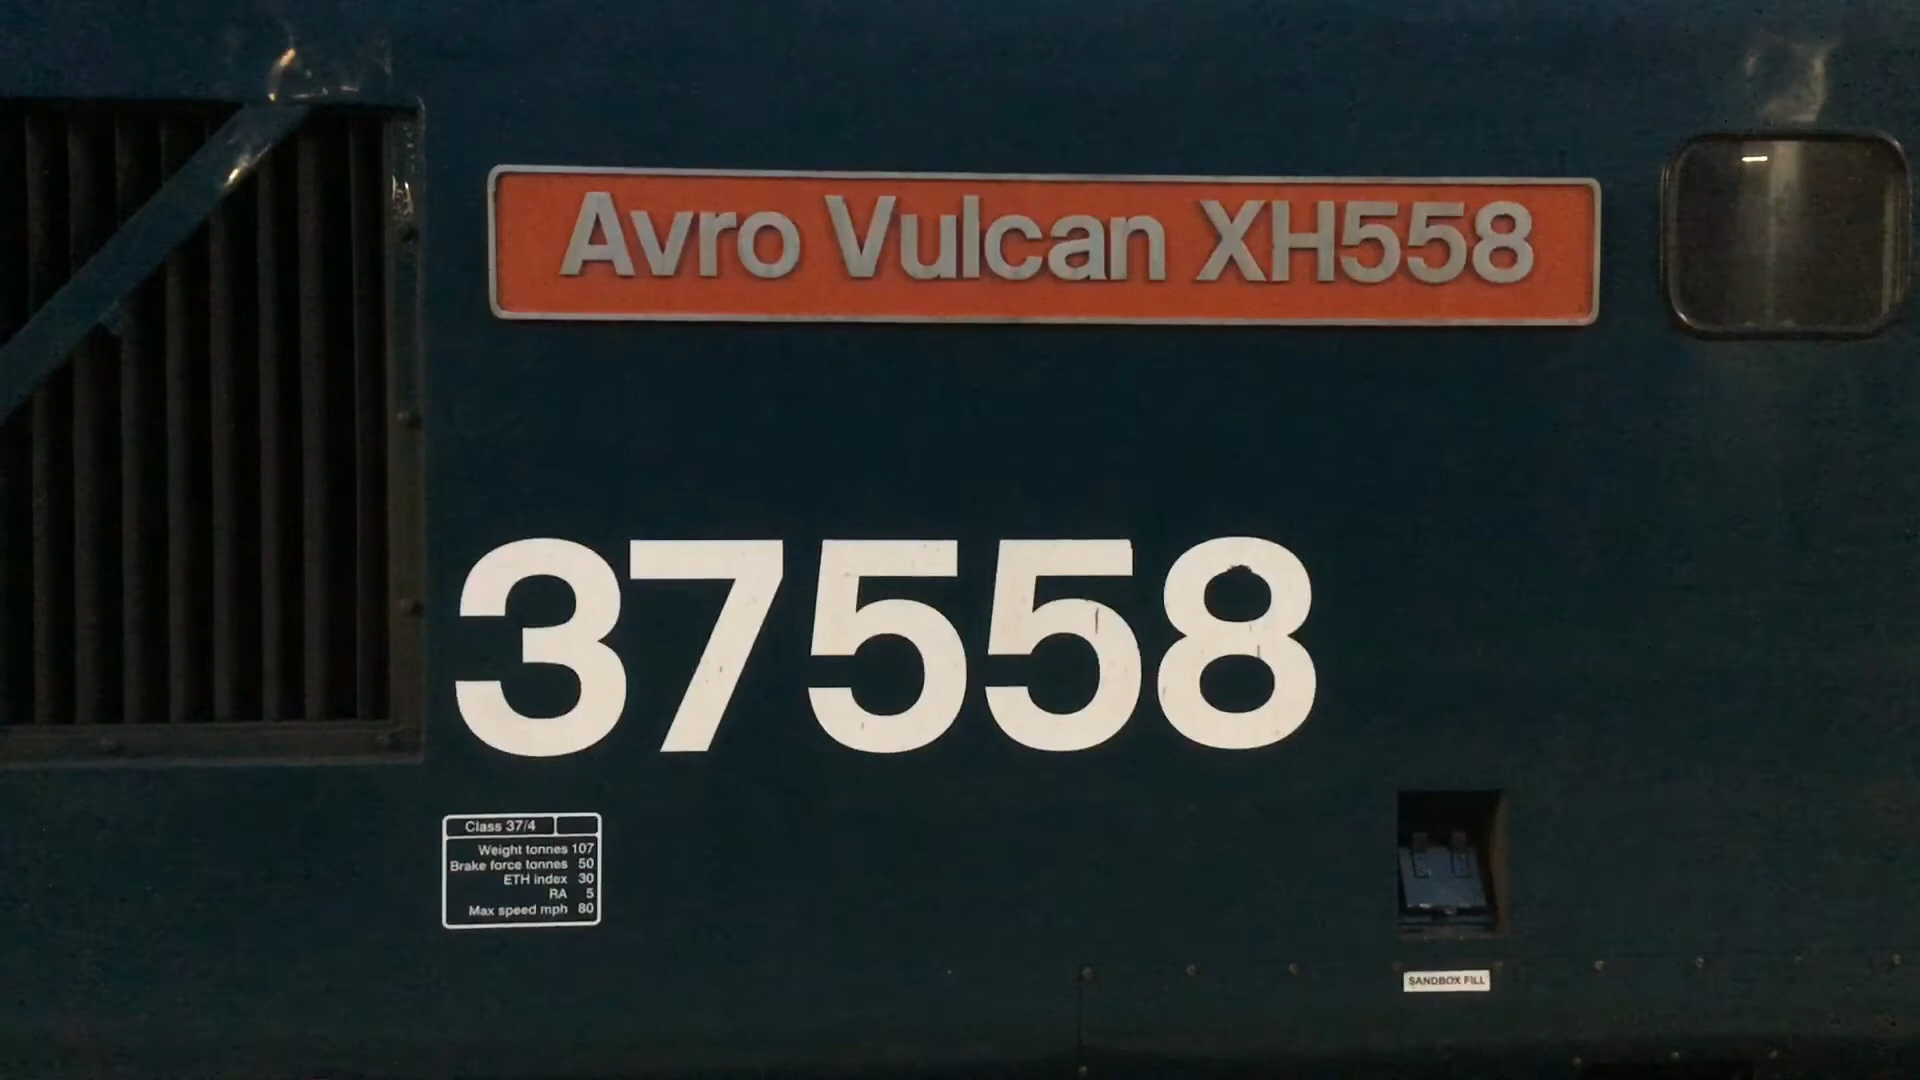 Avro Vulcan XH558
37558
Class 37/4
Weight tonnes 107
Brake force tonnes 50
ETH index 30
RA 5
Max speed mph 80
SANDBOX FILL